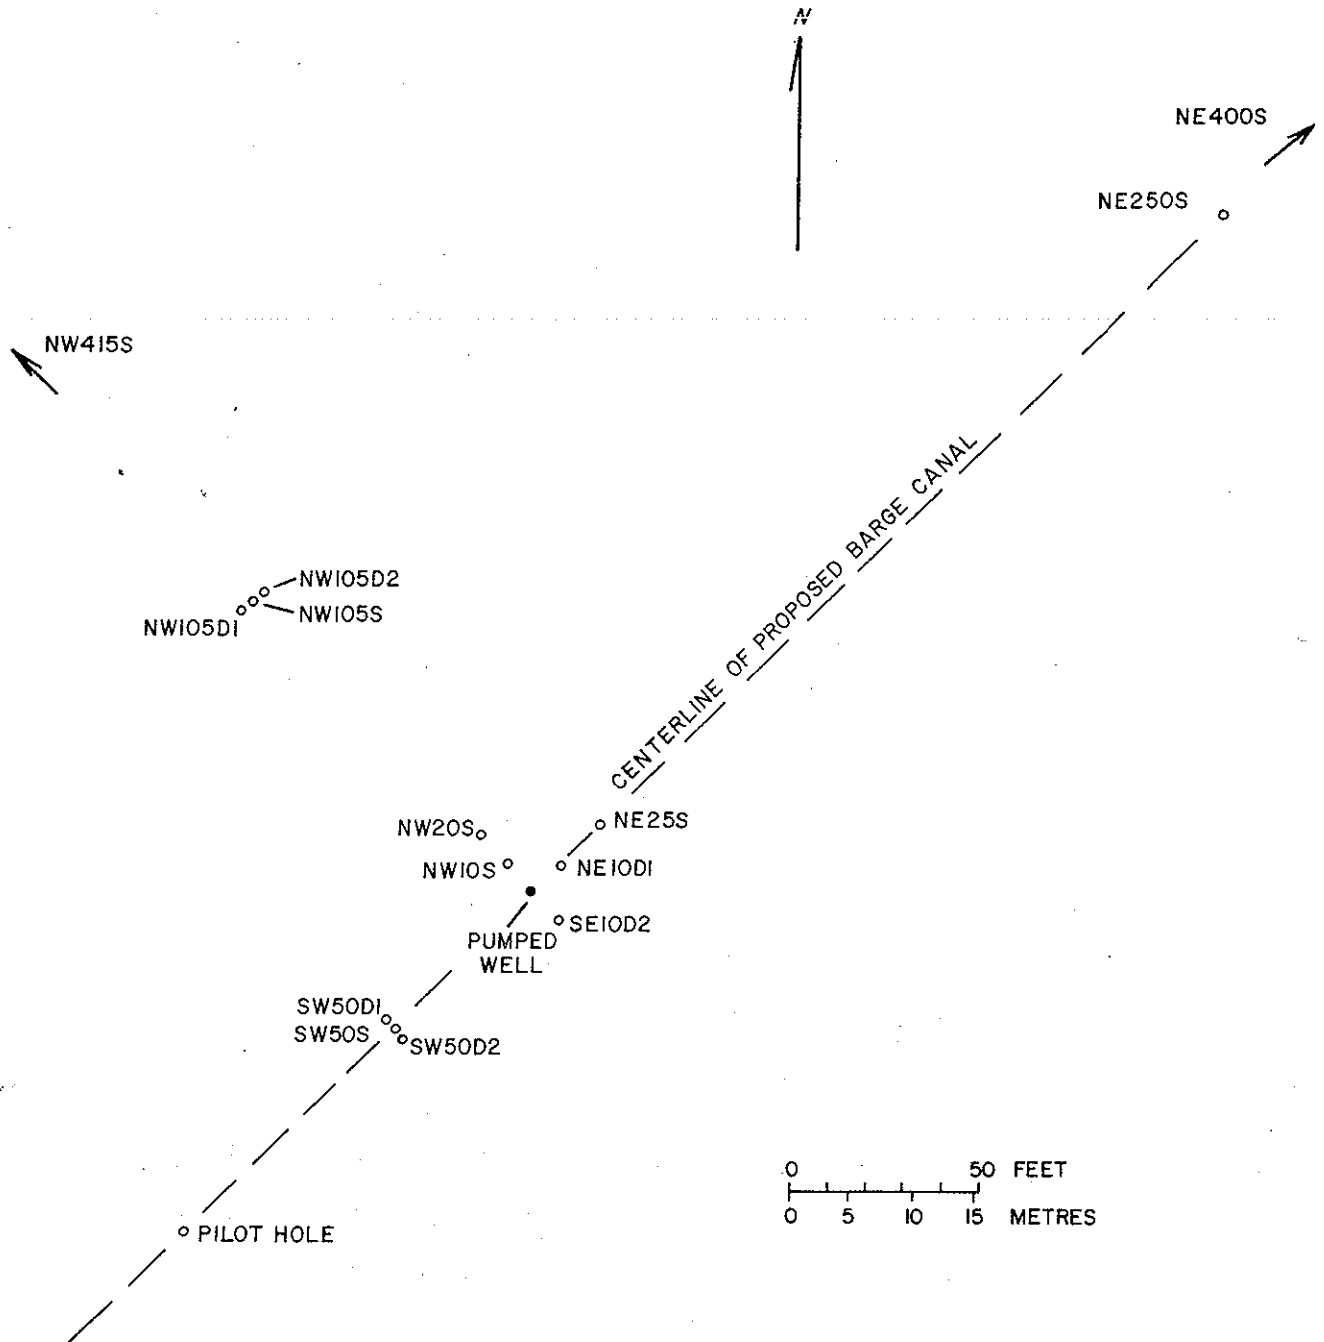 N
NE400S
NE250S
NW415S
CENTERLINE OF PROPOSED BARGE CANAL
NW105D2
NW105S
NW105D1
NE25S
NW20S
NW10S
NE10D1
SE10D2
PUMPED
WELL
SW50D1
SW50S
SW50D2
0 50 FEET
0 5 10 15 METRES
PILOT HOLE